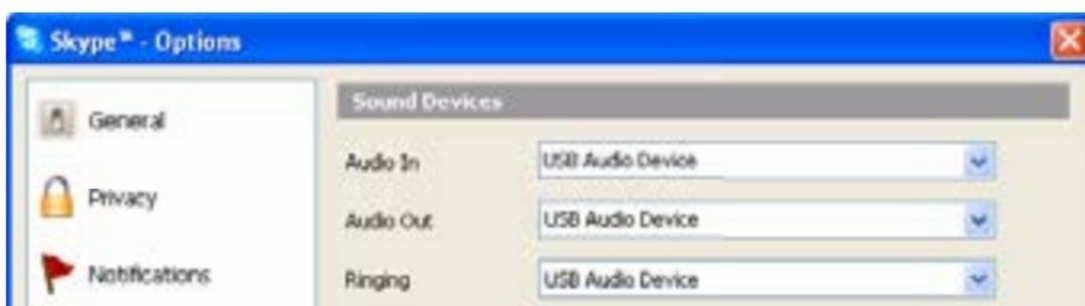 Skype™ - Options
General
Privacy
Notifications
Sound Devices
Audio In USB Audio Device
Audio Out USB Audio Device
Ringing USB Audio Device